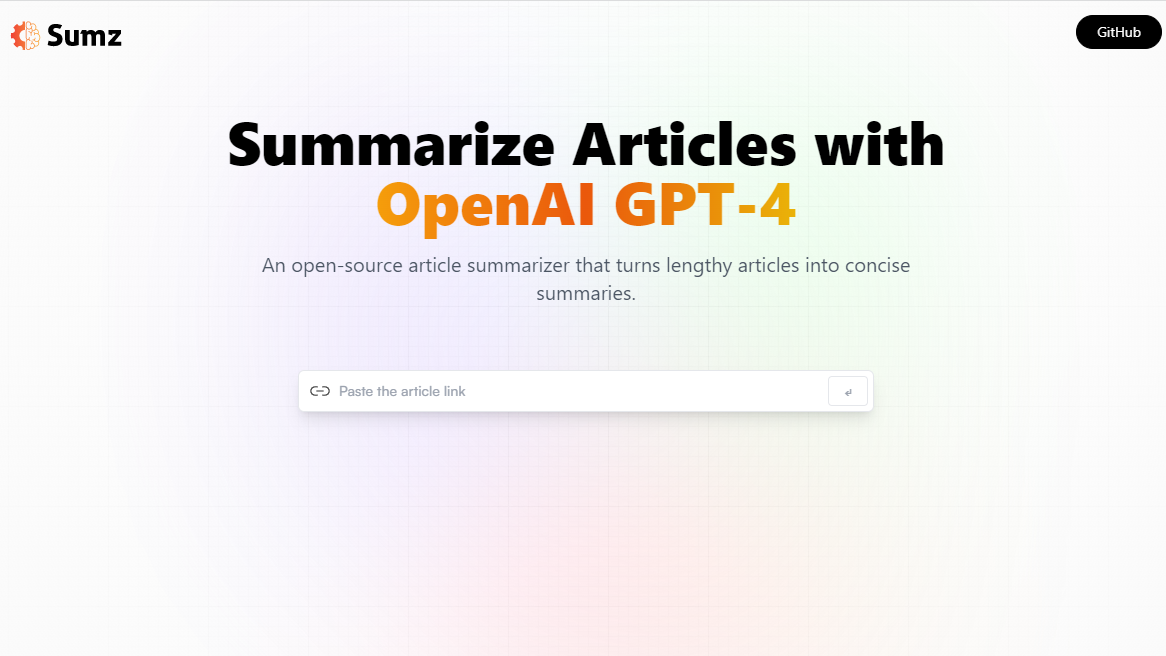 Sumz
GitHub
Summarize Articles with
OpenAI GPT-4
An open-source article summarizer that turns lengthy articles into concise
summaries.
Paste the article link
↵